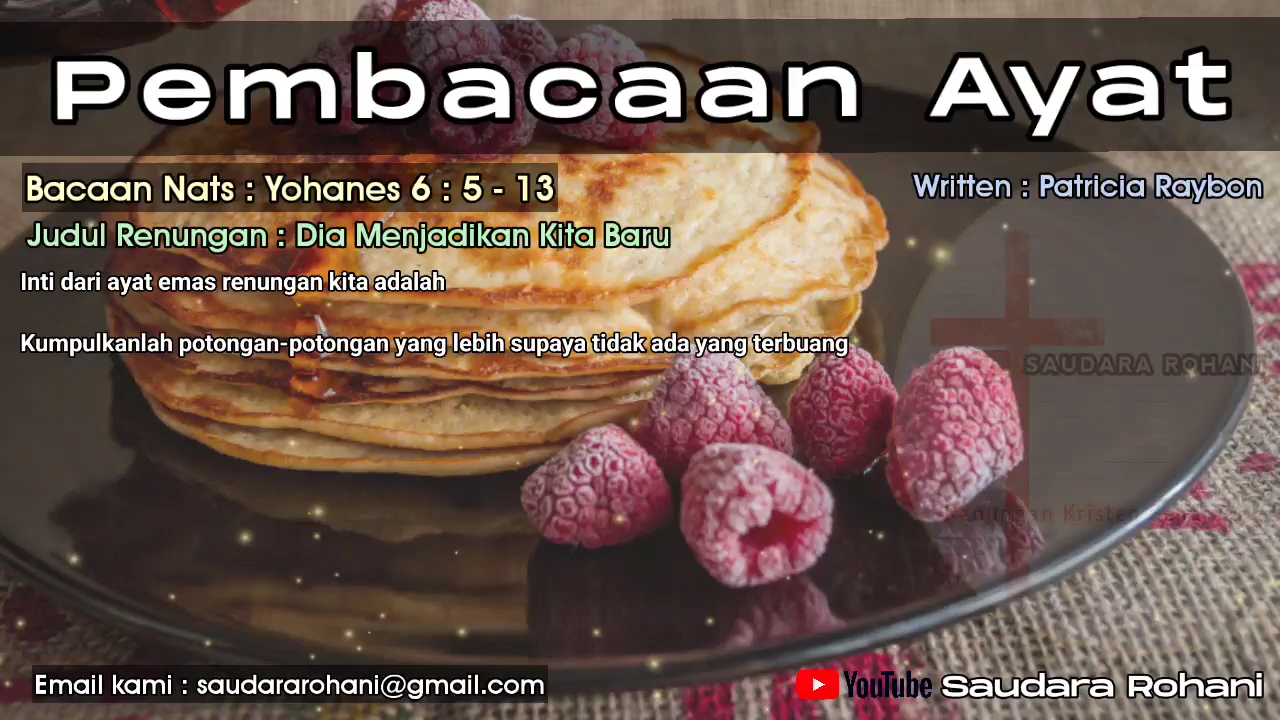 Pembacaan Ayat
Bacaan Nats : Yohanes 6 : 5 - 13
Written : Patricia Raybon
Judul Renungan : Dia Menjadikan Kita Baru
Inti dari ayat emas renungan kita adalah
Kumpulkanlah potongan-potongan yang lebih supaya tidak ada yang terbuang
SAUDARA ROHANI
Renungan Kristen
Email kami : saudararohani@gmail.com
YouTube Saudara Rohani